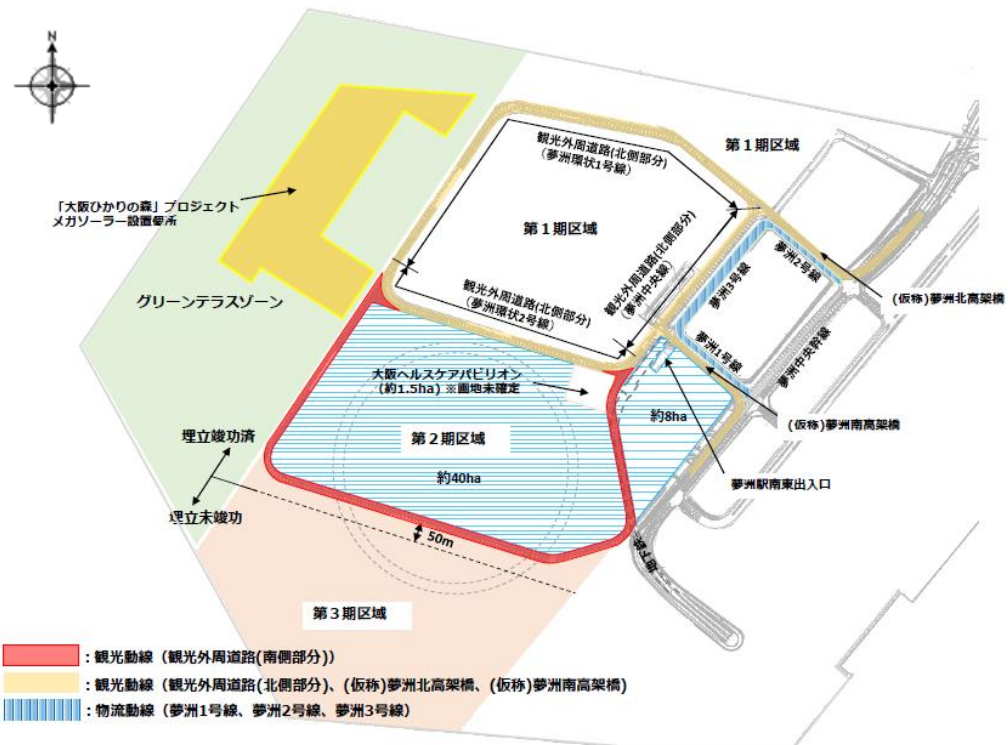 N
第1期区域
観光外周道路(北側部分)
(夢洲環状1号線)
「大阪ひかりの森」プロジェクト
メガソーラー設置個所
第1期区域
観光外周道路(北側部分)
(夢洲中央線)
夢洲3号線
夢洲2号線
(仮称)夢洲北高架橋
グリーンテラスゾーン
観光外周道路(北側部分)
(夢洲環状2号線)
夢洲1号線
夢洲中央幹線
大阪ヘルスケアパビリオン
(約1.5ha) ※画地未確定
約8ha
(仮称)夢洲南高架橋
第2期区域
埋立竣功済
約40ha
夢洲駅南東出入口
埋立未竣功
50m
地下鉄
第3期区域
:観光動線(観光外周道路(南側部分))
:観光動線(観光外周道路(北側部分)、(仮称)夢洲北高架橋、(仮称)夢洲南高架橋)
:物流動線(夢洲1号線、夢洲2号線、夢洲3号線)